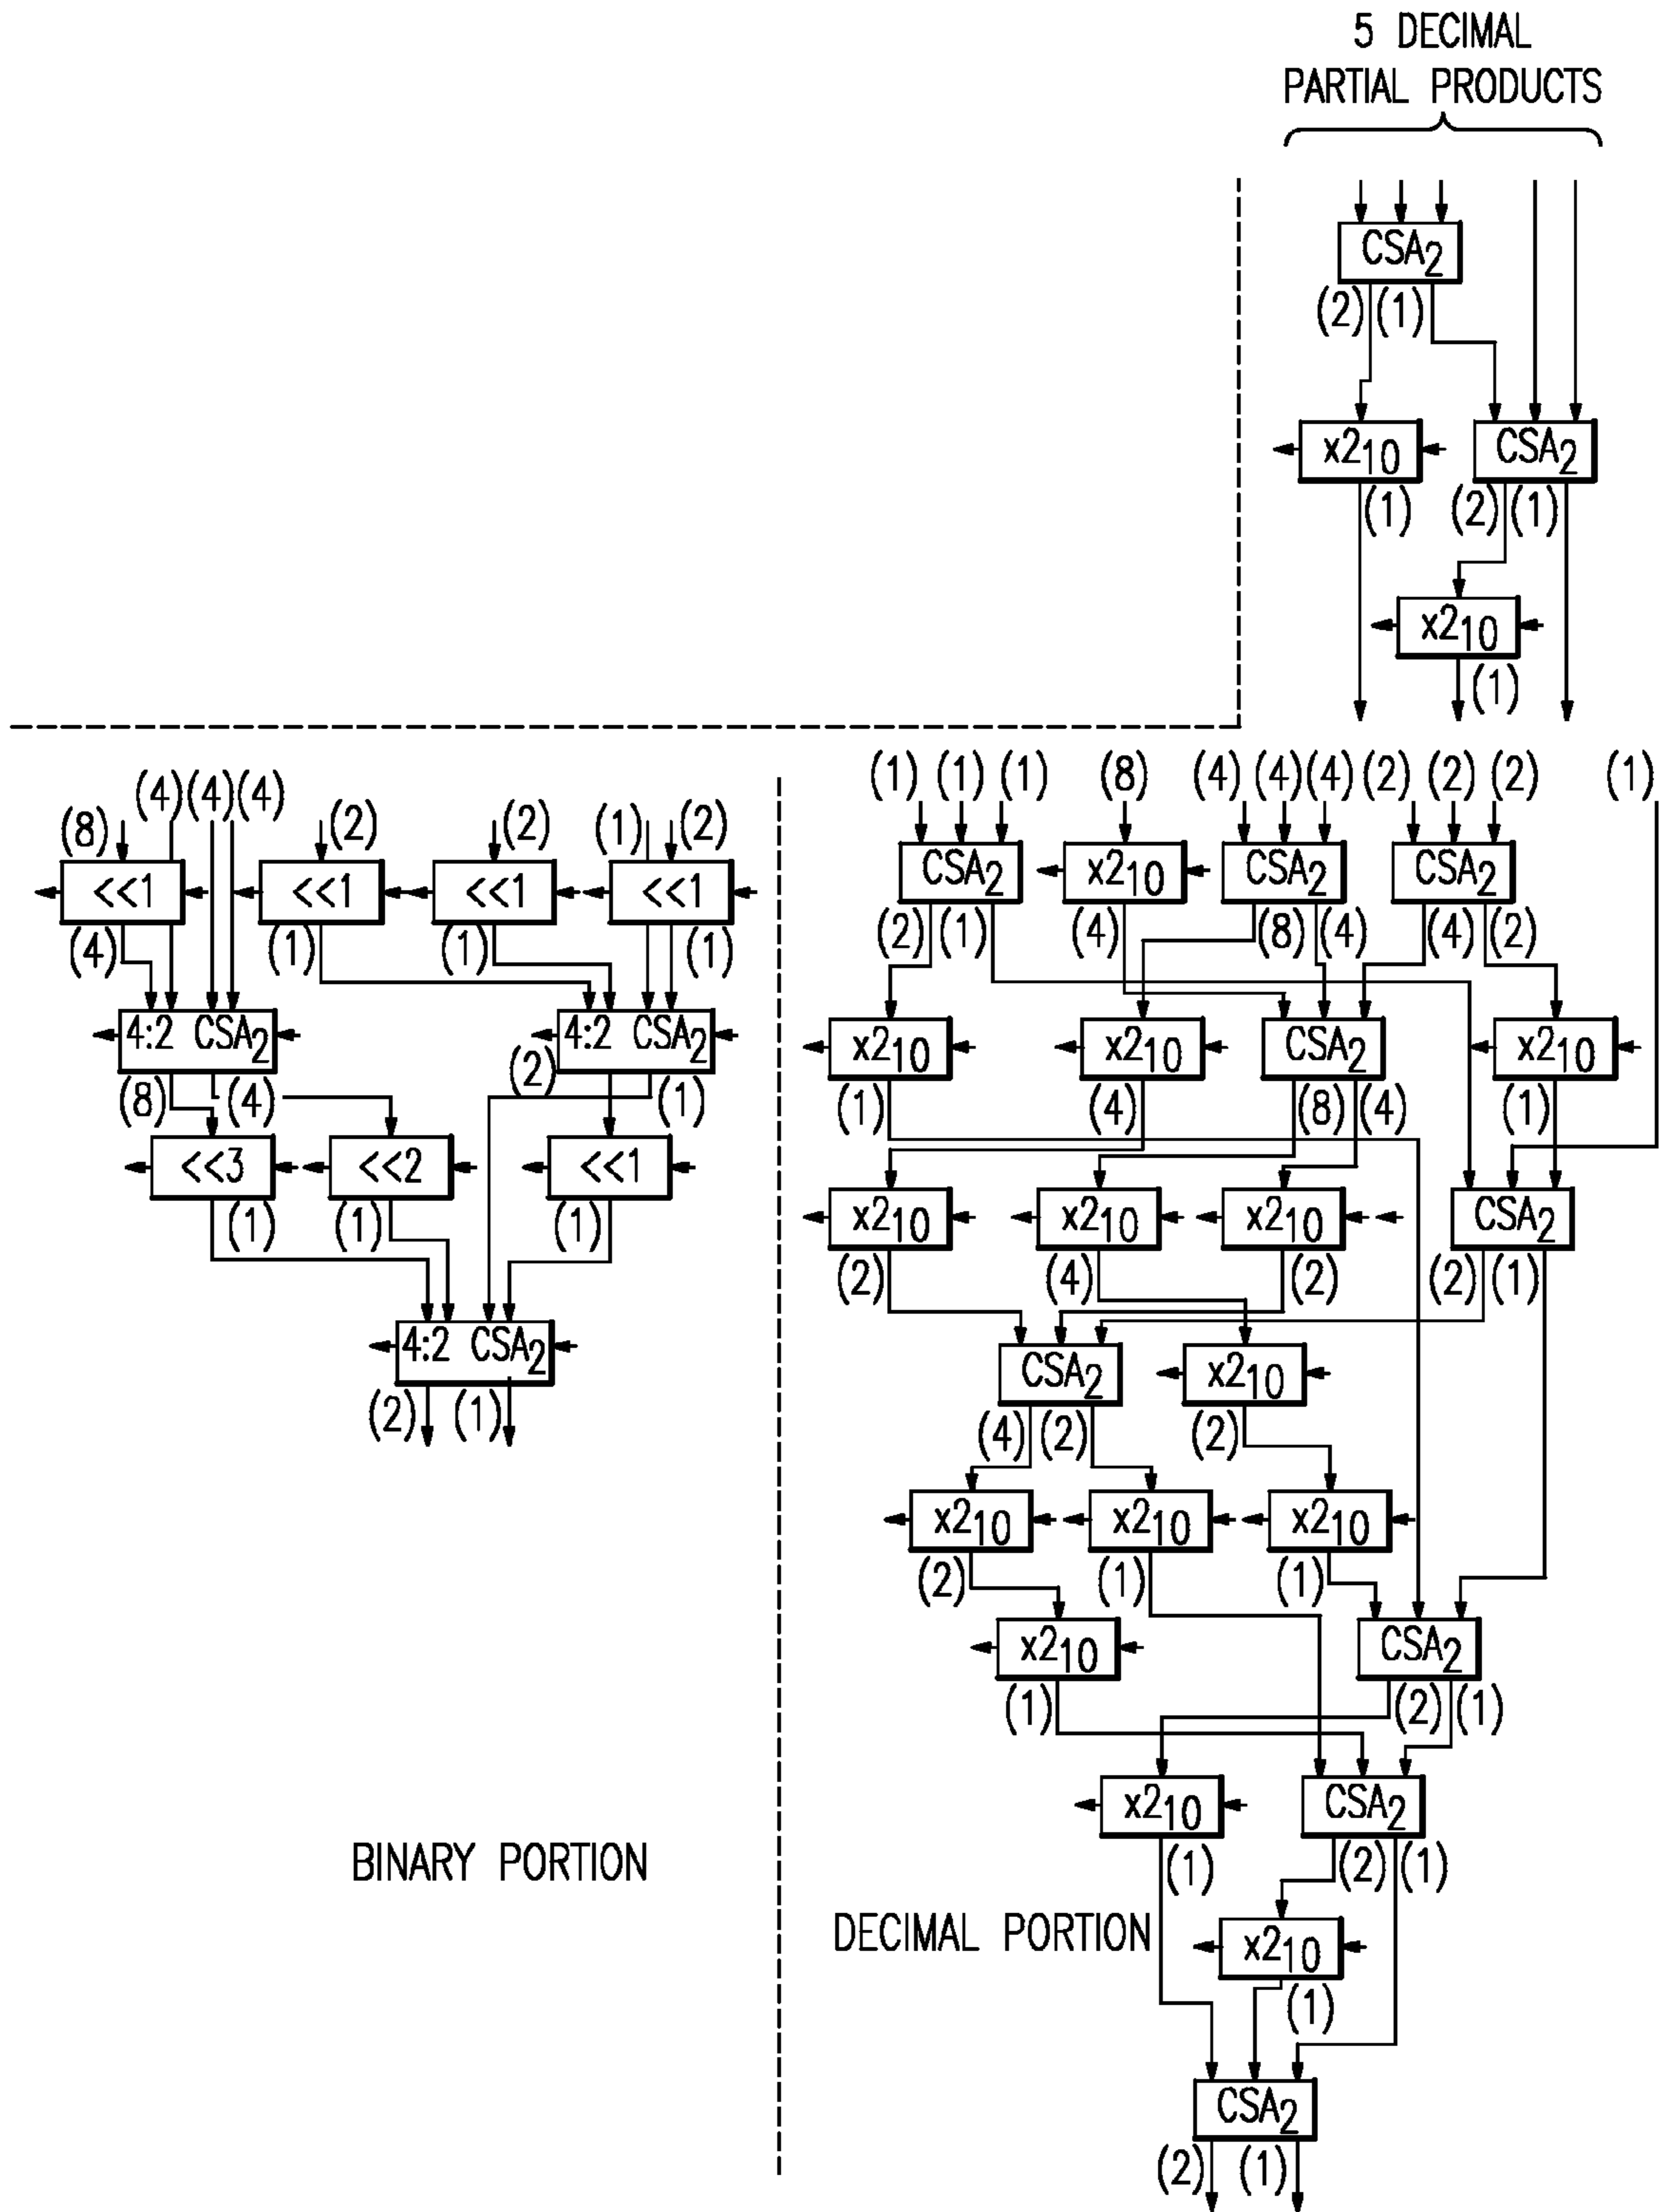 5 DECIMAL
PARTIAL PRODUCTS
CSA2
(2) (1)
x210 CSA2
(1) (2) (1)
x210
(1)
(4)(4)(4)
(8) (2) (2) (1) (2)
<<1 <<1 <<1 <<1
(4) (1) (1) (1)
4:2 CSA2 4:2 CSA2
(8) (4) (2) (1)
<<3 <<2 <<1
(1) (1) (1)
4:2 CSA2
(2) (1)
BINARY PORTION
(1) (1) (1) (8) (4) (4) (4) (2) (2) (2) (1)
CSA2 x210 CSA2 CSA2
(2) (1) (4) (8) (4) (4) (2)
x210 x210 CSA2 x210
(1) (4) (8) (4) (1)
x210 x210 x210 CSA2
(2) (4) (2) (2) (1)
CSA2 x210
(4) (2) (2)
x210 x210 x210
(2) (1) (1)
x210 CSA2
(1) (2) (1)
x210 CSA2
(1) (2) (1)
DECIMAL PORTION
x210
(1)
CSA2
(2) (1)